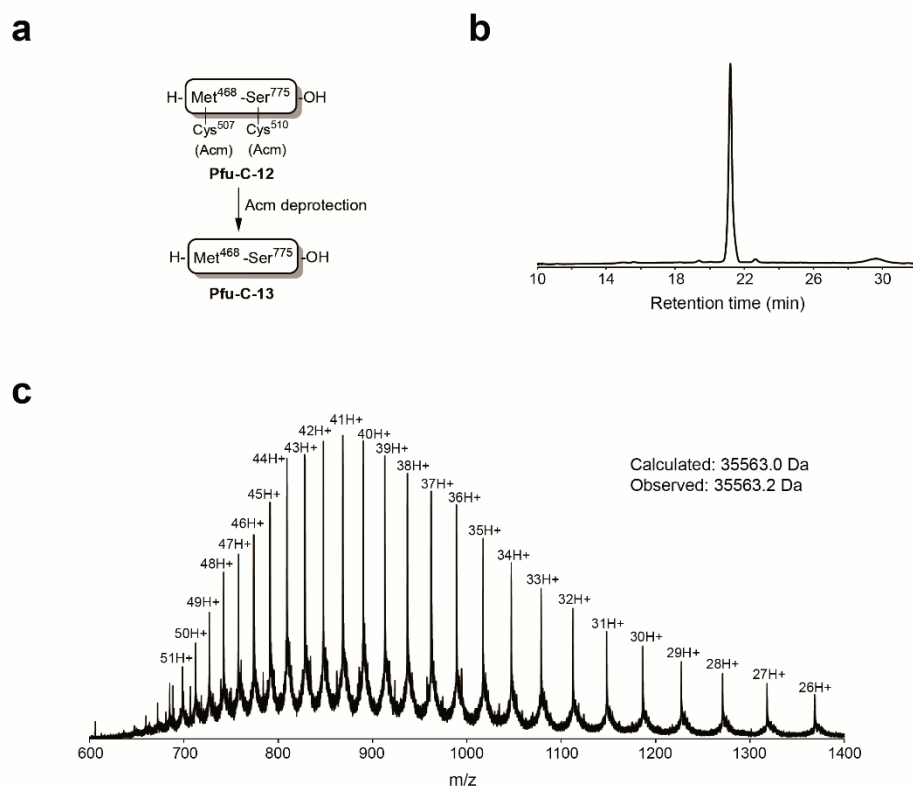 a
H- Met⁴⁶⁸ -Ser⁷⁷⁵ -OH
Cys⁵⁰⁷ Cys⁵¹⁰
(Acm) (Acm)
Pfu-C-12
Acm deprotection
H- Met⁴⁶⁸ -Ser⁷⁷⁵ -OH
Pfu-C-13
b
10 14 18 22 26 30
Retention time (min)
c
Calculated: 35563.0 Da
Observed: 35563.2 Da
51H+
50H+
49H+
48H+
47H+
46H+
45H+
44H+
43H+
42H+
41H+
40H+
39H+
38H+
37H+
36H+
35H+
34H+
33H+
32H+
31H+
30H+
29H+
28H+
27H+
26H+
600 700 800 900 1000 1100 1200 1300 1400
m/z